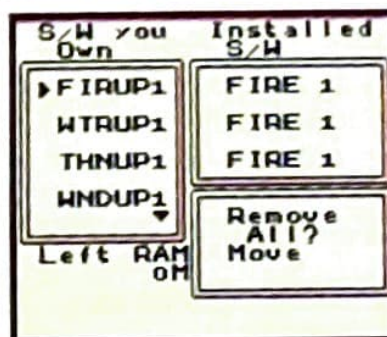 S/W you
Own
FIRUP1
WTRUP1
THNUP1
WNDUP1
Left RAM
0M
Installed
S/W
FIRE 1
FIRE 1
FIRE 1
Remove
All?
Move